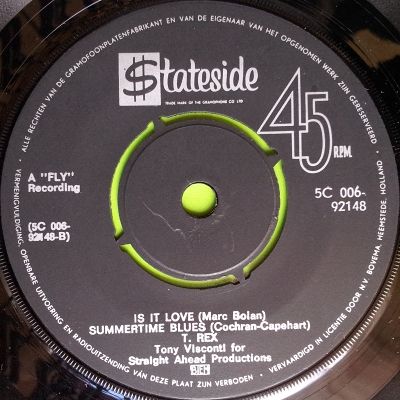 ALLE RECHTEN VAN DE GRAMOFOONPLATENFABRIKANT EN VAN DE EIGENAAR VAN HET OPGENOMEN WERK ZIJN GERESERVEERD
VERMENIGVULDIGING, OPENBARE UITVOERING EN RADIOUITZENDING VAN DEZE PLAAT ZIJN VERBODEN
VERVAARDIGD IN LICENTIE DOOR N.V. BOVEMA, HEEMSTEDE, HOLLAND
$tateside
TRADE MARK OF THE GRAMOPHONE CO LTD
45 R.P.M.
A "FLY"
Recording
(5C 006-
92148-B)
5C 006-
92148
IS IT LOVE (Marc Bolan)
SUMMERTIME BLUES (Cochran-Capehart)
T. REX
Tony Visconti for
Straight Ahead Productions